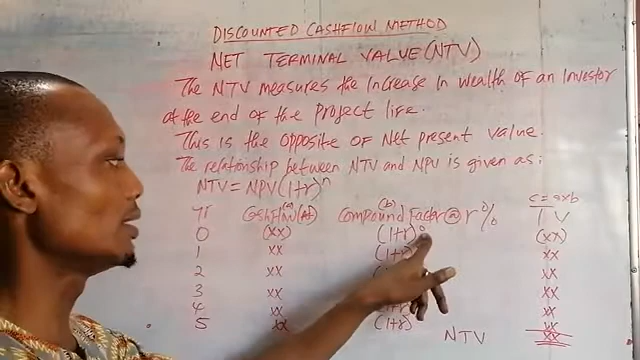 DISCOUNTED CASHFLOW METHOD
NET TERMINAL VALUE (NTV)
The NTV measures the Increase in Wealth of an Investor
at the end of the Project life.
This is the opposite of Net present value.
The relationship between NTV and NPV is given as:
NTV = NPV(1+r)^n
(a) (b) c = axb
Yr Cashflow (At) Compound Factor @ r% TV
0 (xx) (1+r)^0 (xx)
1 xx (1+r) xx
2 xx xx
3 xx xx
4 xx xx
5 xx (1+r) xx
NTV xx